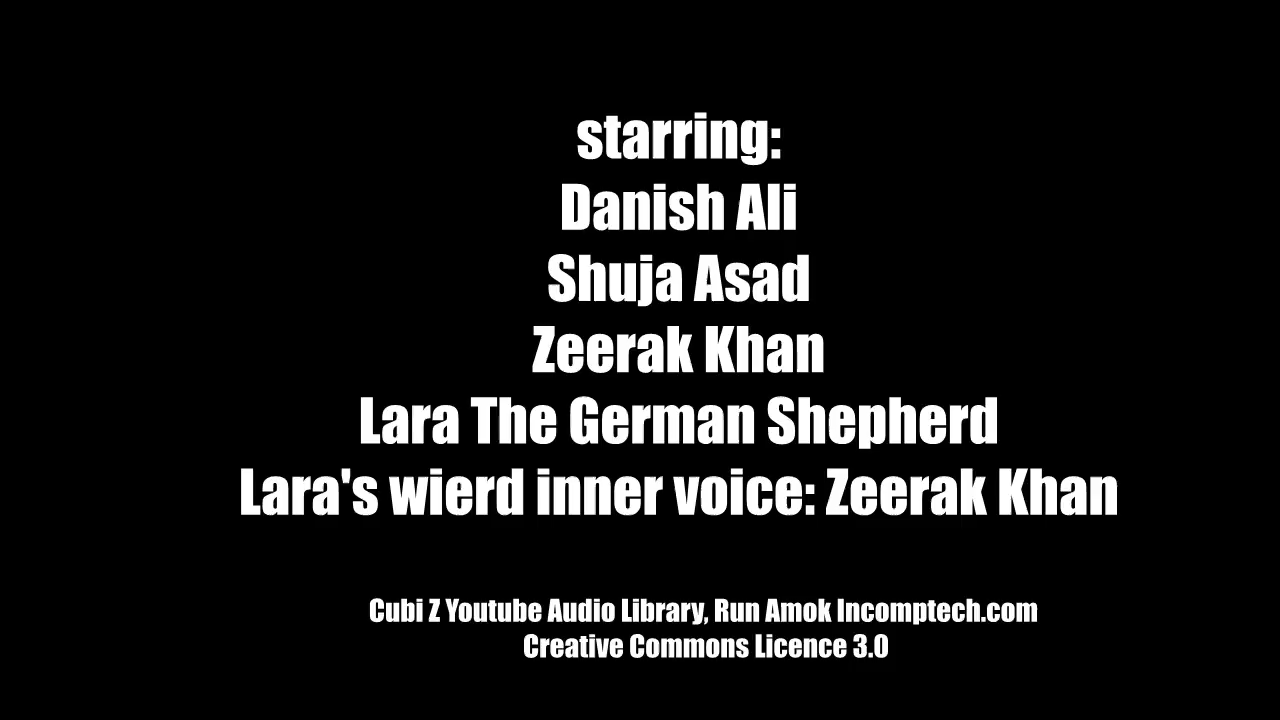 starring:
Danish Ali
Shuja Asad
Zeerak Khan
Lara The German Shepherd
Lara's wierd inner voice: Zeerak Khan
Cubi Z Youtube Audio Library, Run Amok Incomptech.com
Creative Commons Licence 3.0